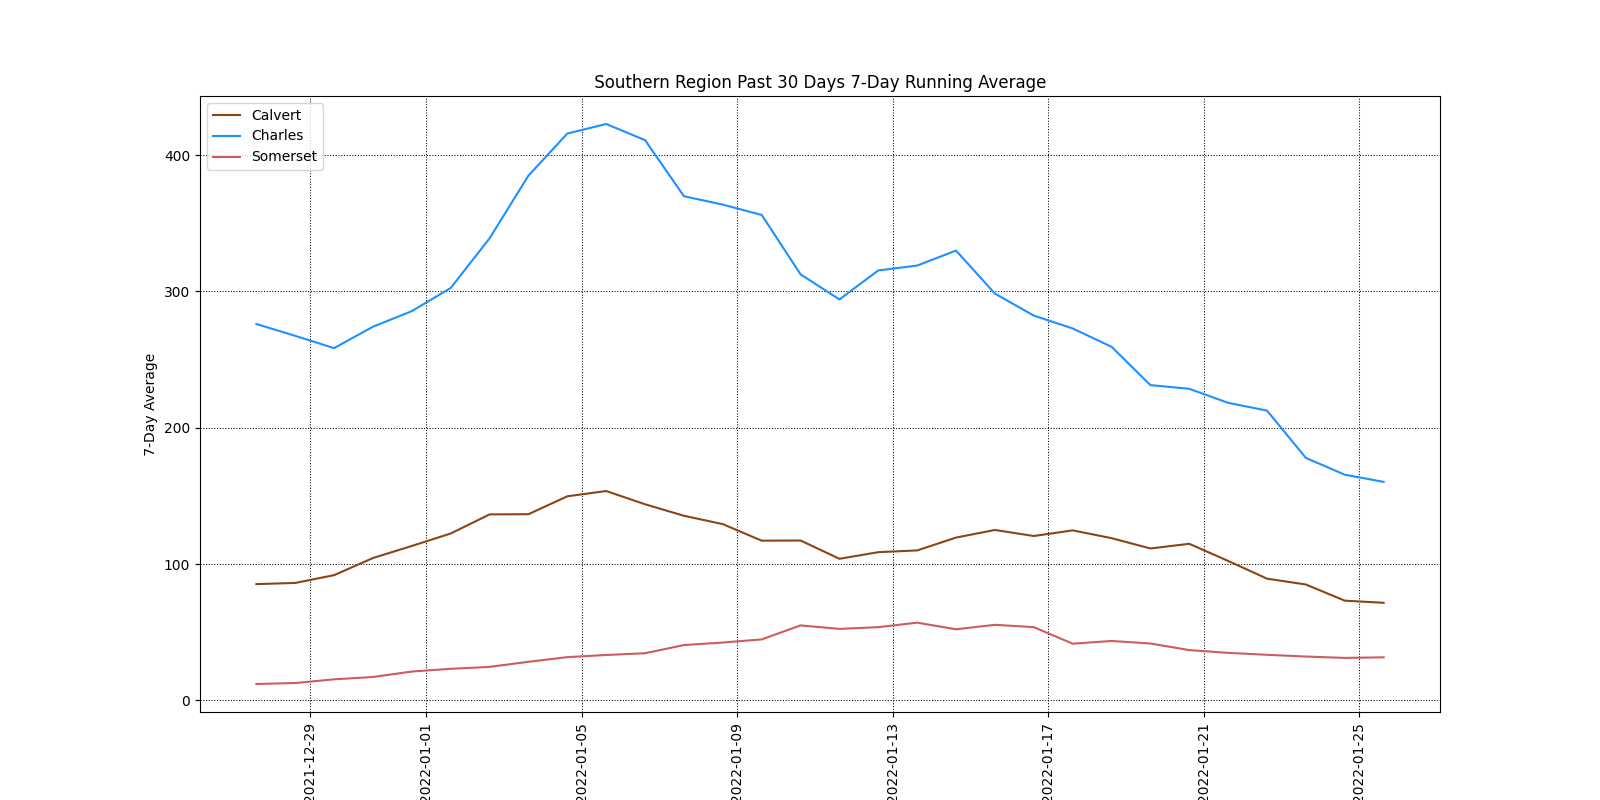 Southern Region Past 30 Days 7-Day Running Average
Calvert
Charles
Somerset
400
300
200
100
0
7-Day Average
2021-12-29
2022-01-01
2022-01-05
2022-01-09
2022-01-13
2022-01-17
2022-01-21
2022-01-25